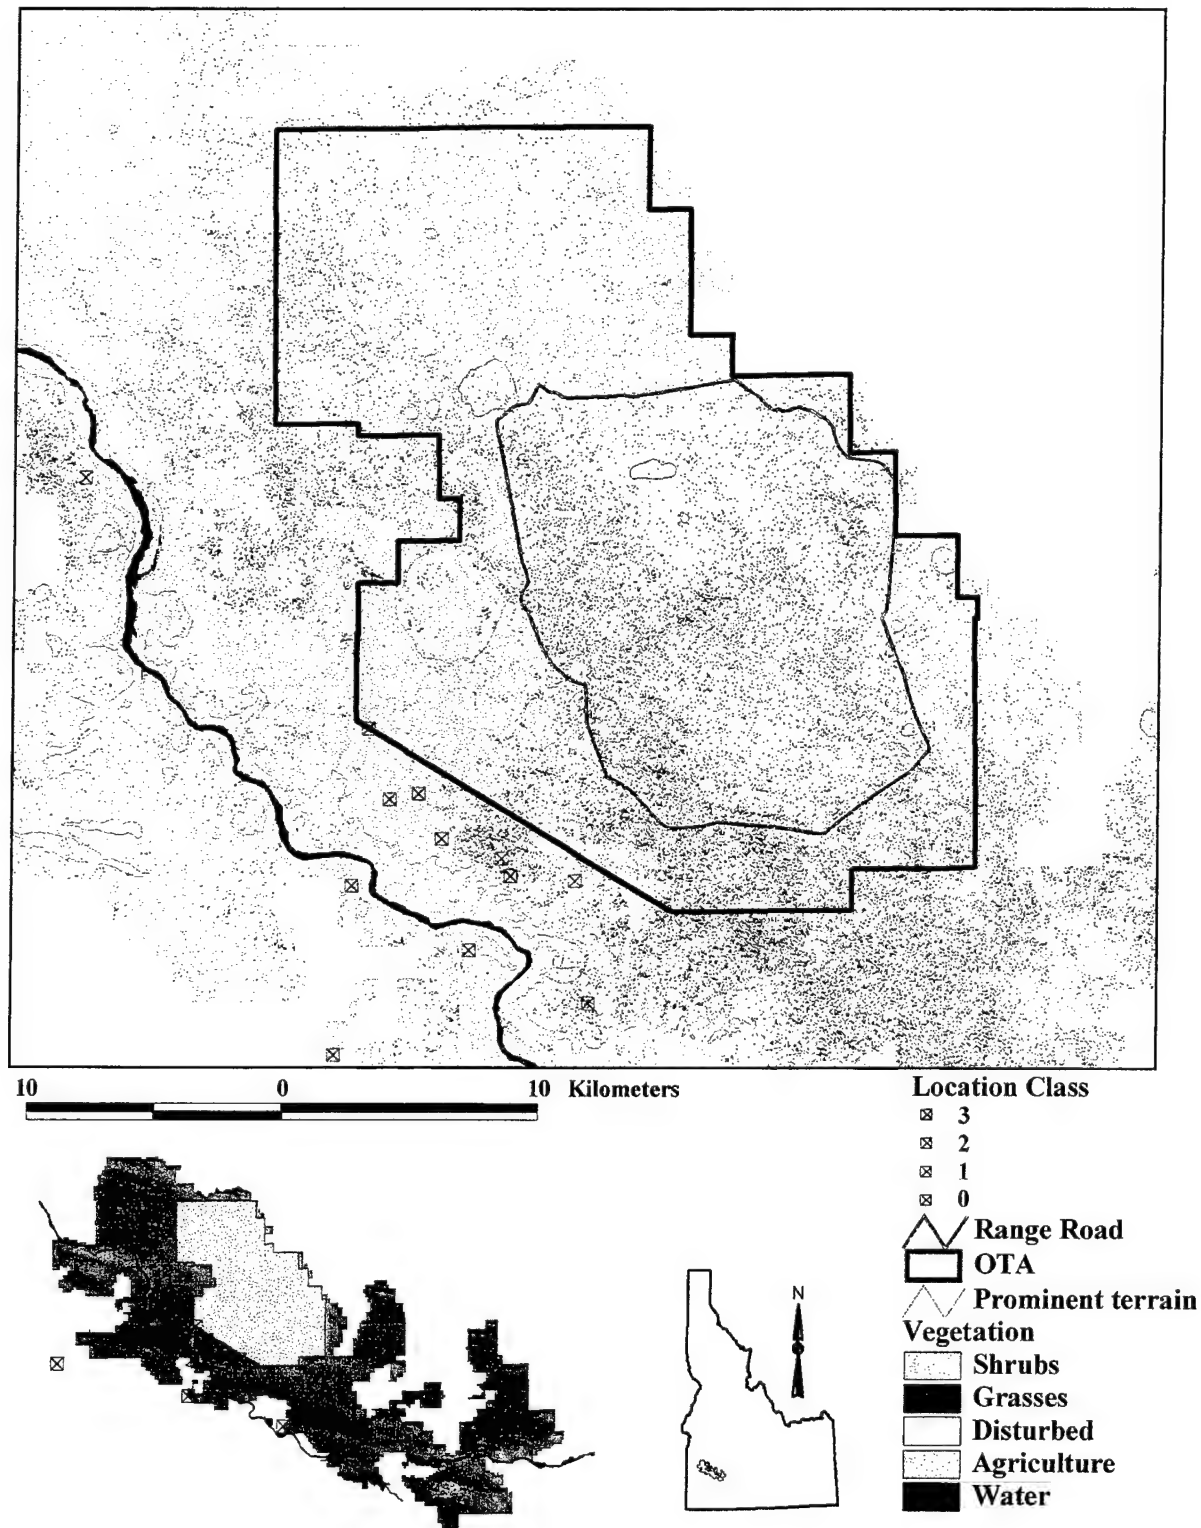 10 0 10 Kilometers
Location Class
3
2
1
0
Range Road
OTA
Prominent terrain
Vegetation
Shrubs
Grasses
Disturbed
Agriculture
Water
N